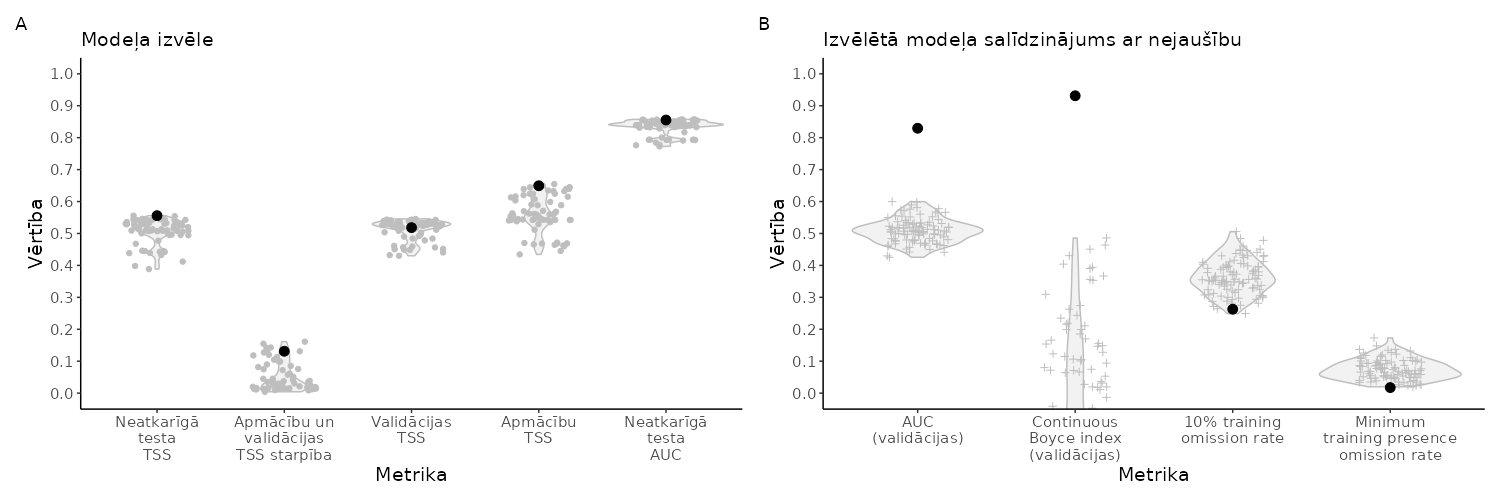 A
Modeļa izvēle
Vērtība
1.0
0.9
0.8
0.7
0.6
0.5
0.4
0.3
0.2
0.1
0.0
Neatkarīgā
testa
TSS
Apmācību un
validācijas
TSS starpība
Validācijas
TSS
Apmācību
TSS
Neatkarīgā
testa
AUC
Metrika
B
Izvēlētā modeļa salīdzinājums ar nejaušību
Vērtība
1.0
0.9
0.8
0.7
0.6
0.5
0.4
0.3
0.2
0.1
0.0
AUC
(validācijas)
Continuous
Boyce index
(validācijas)
10% training
omission rate
Minimum
training presence
omission rate
Metrika